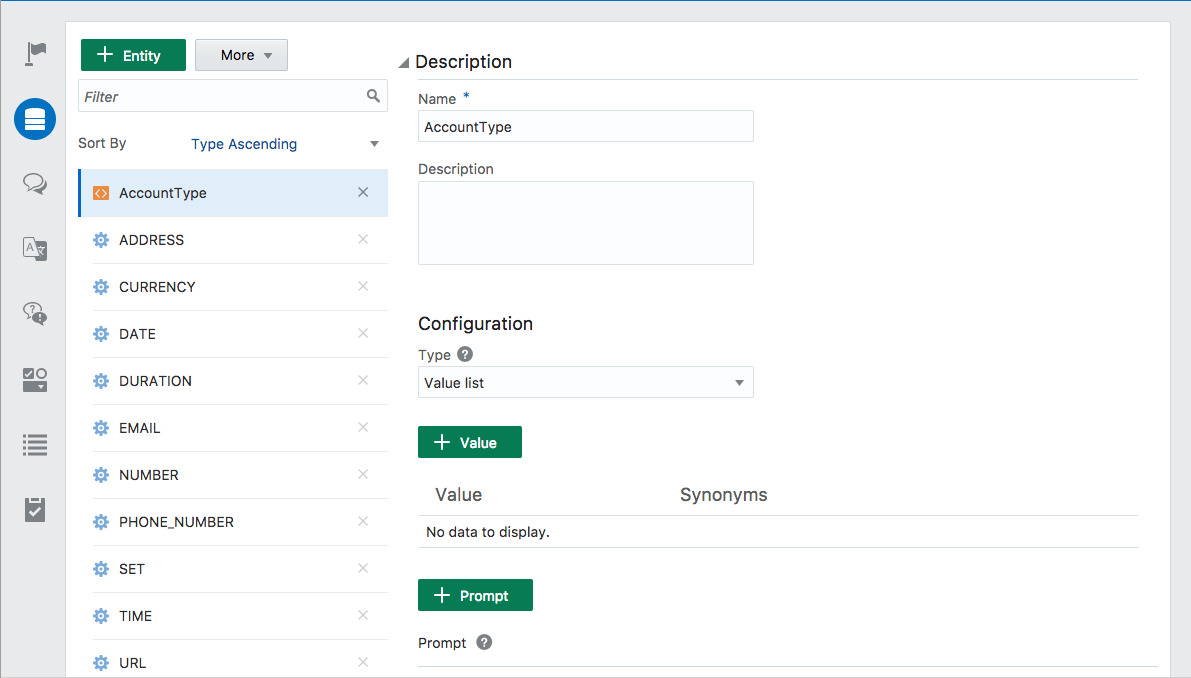 Entity
More
Filter
Sort By
Type Ascending
AccountType
ADDRESS
CURRENCY
DATE
DURATION
EMAIL
NUMBER
PHONE_NUMBER
SET
TIME
URL
Description
Name *
AccountType
Description
Configuration
Type ?
Value list
Value
Value Synonyms
No data to display.
Prompt
Prompt ?